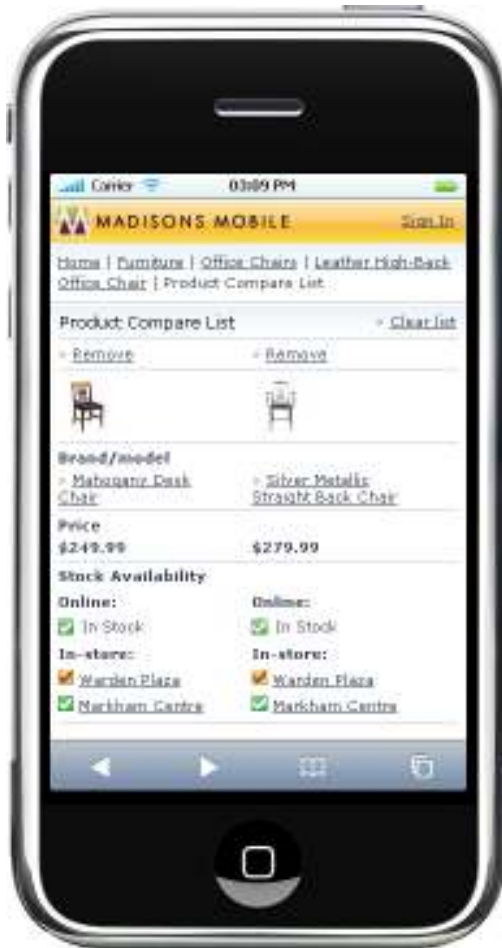 Carrier 03:09 PM
MADISONS MOBILE Sign In
Home | Furniture | Office Chairs | Leather High-Back
Office Chair | Product Compare List
Product Compare List » Clear list
» Remove » Remove
Brand/model
» Mahogany Desk Chair
» Silver Metallic Straight Back Chair
Price
$249.99 $279.99
Stock Availability
Online: Online:
In Stock In Stock
In-store: In-store:
Warden Plaza Warden Plaza
Markham Centre Markham Centre